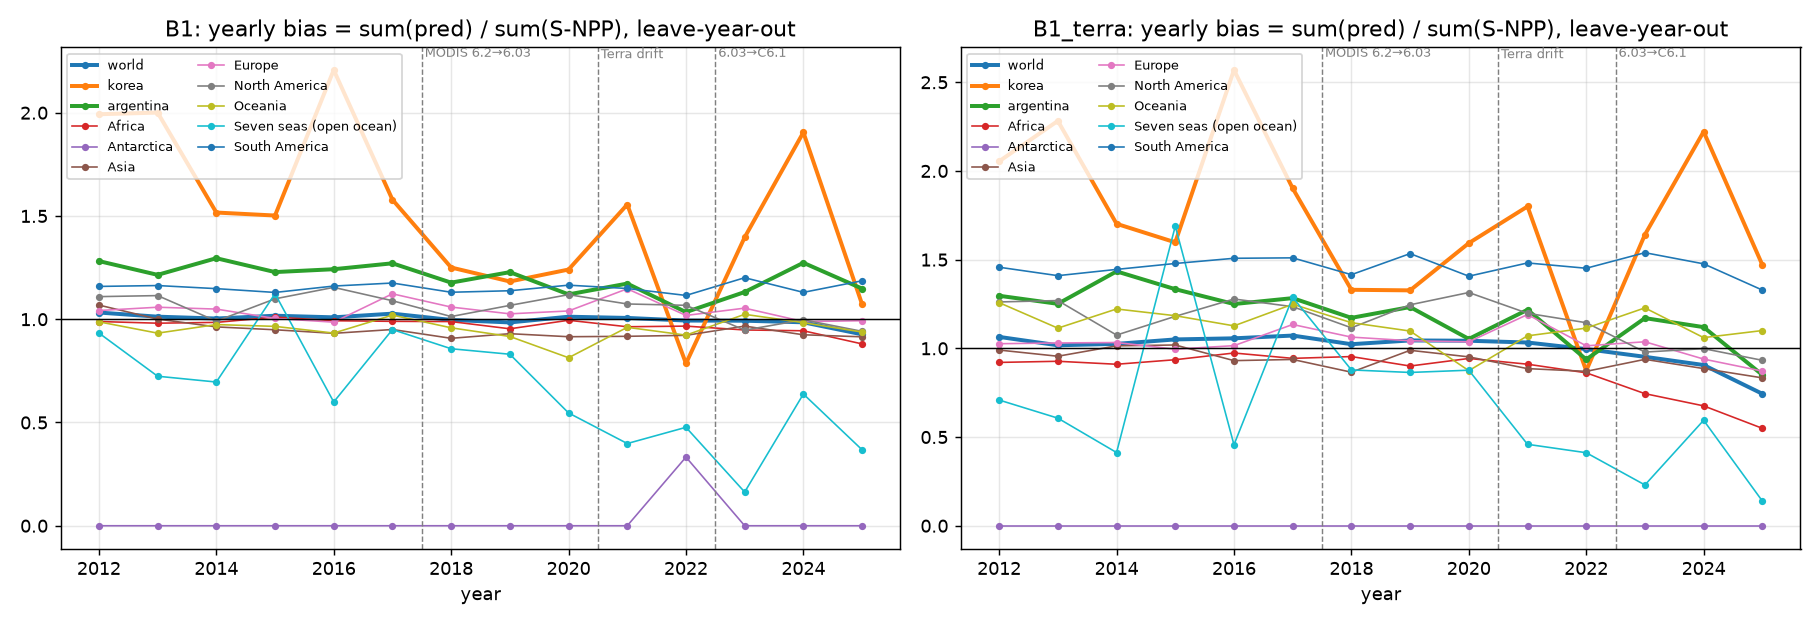 B1: yearly bias = sum(pred) / sum(S-NPP), leave-year-out
MODIS 6.2→6.03
Terra drift
6.03→C6.1
world
korea
argentina
Africa
Antarctica
Asia
Europe
North America
Oceania
Seven seas (open ocean)
South America
2.0
1.5
1.0
0.5
0.0
2012 2014 2016 2018 2020 2022 2024
year
B1_terra: yearly bias = sum(pred) / sum(S-NPP), leave-year-out
MODIS 6.2→6.03
Terra drift
6.03→C6.1
world
korea
argentina
Africa
Antarctica
Asia
Europe
North America
Oceania
Seven seas (open ocean)
South America
2.5
2.0
1.5
1.0
0.5
0.0
2012 2014 2016 2018 2020 2022 2024
year